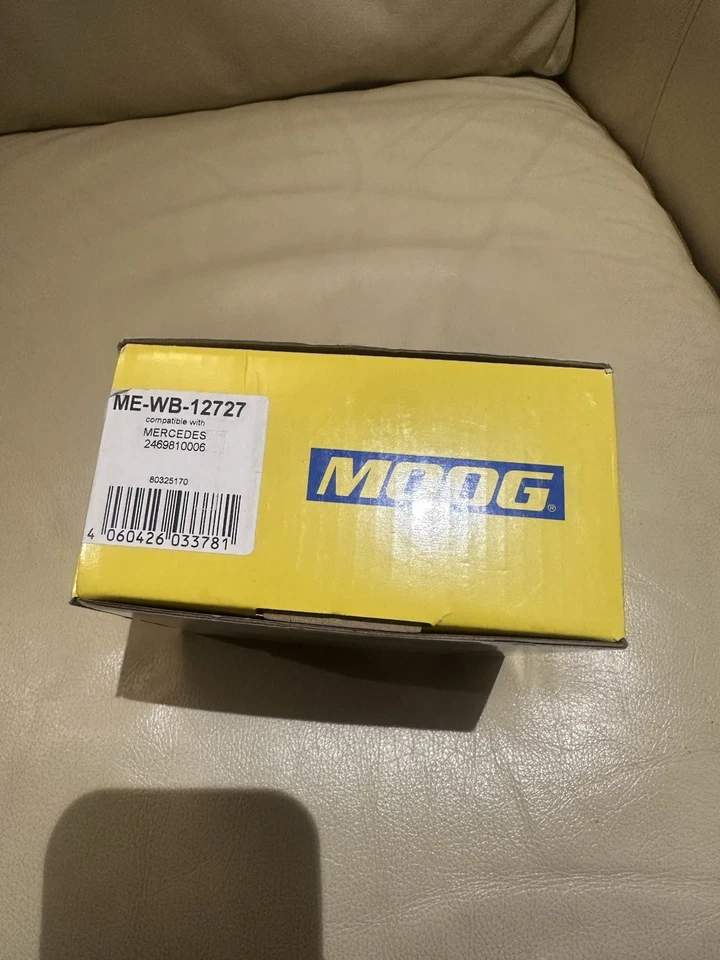 ME-WB-12727
compatible with
MERCEDES
2469810006
80325170
4 060426 033781
MOOG®